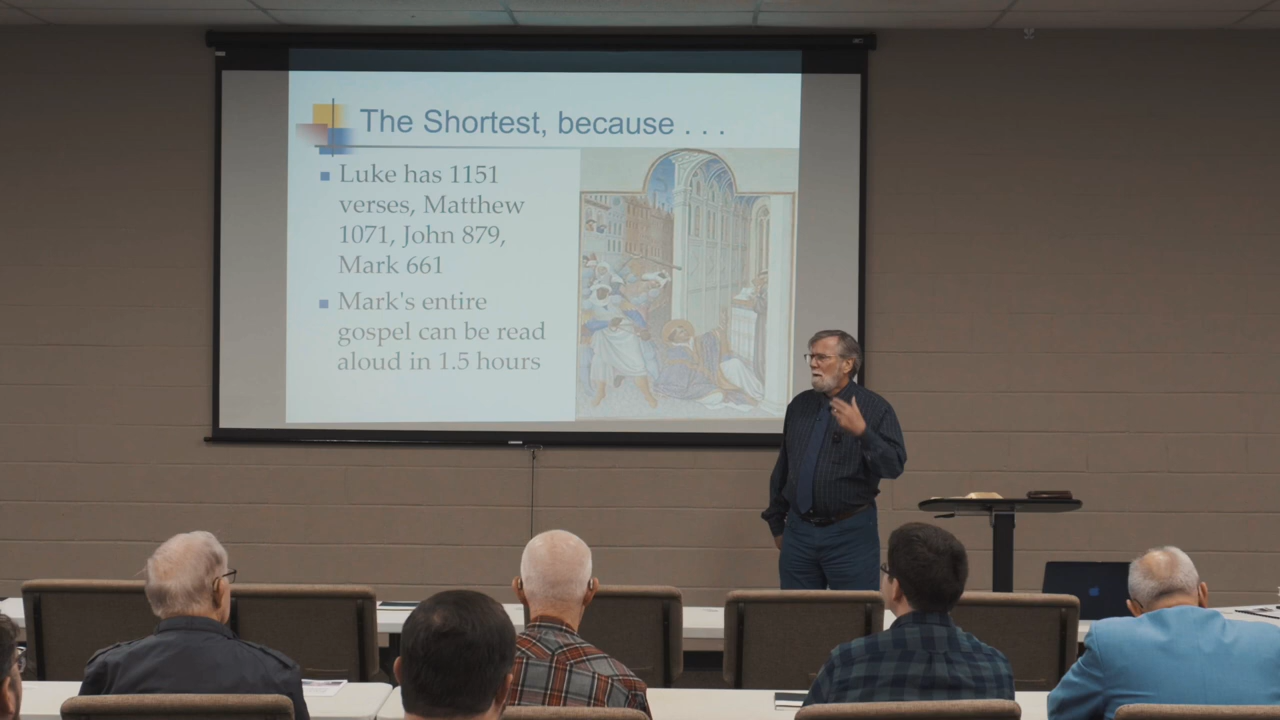 The Shortest, because . . .
Luke has 1151
verses, Matthew
1071, John 879,
Mark 661
Mark's entire
gospel can be read
aloud in 1.5 hours